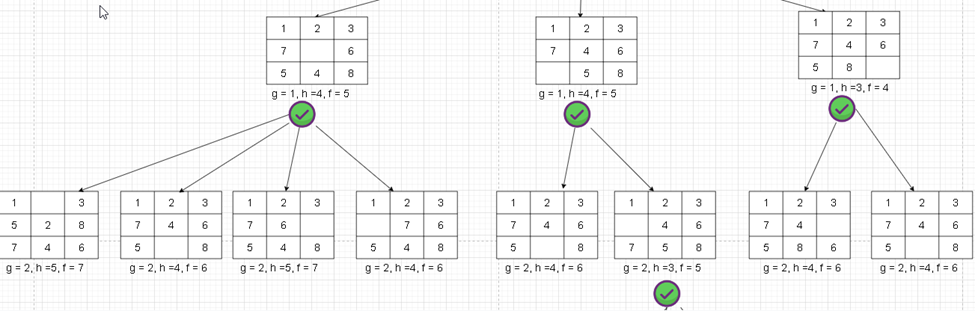 1 2 3
7 6
5 4 8
g = 1, h =4, f = 5
1 2 3
7 4 6
5 8
g = 1, h =4, f = 5
1 2 3
7 4 6
5 8
g = 1, h =3, f = 4
1 3
5 2 8
7 4 6
g = 2, h =5, f = 7
1 2 3
7 4 6
5 8
g = 2, h =4, f = 6
1 2 3
7 6
5 4 8
g = 2, h =5, f = 7
1 2 3
7 6
5 4 8
g = 2, h =4, f = 6
1 2 3
7 4 6
5 8
g = 2, h =4, f = 6
1 2 3
4 6
7 5 8
g = 2, h =3, f = 5
1 2 3
7 4
5 8 6
g = 2, h =4, f = 6
1 2 3
7 4 6
5 8
g = 2, h =4, f = 6